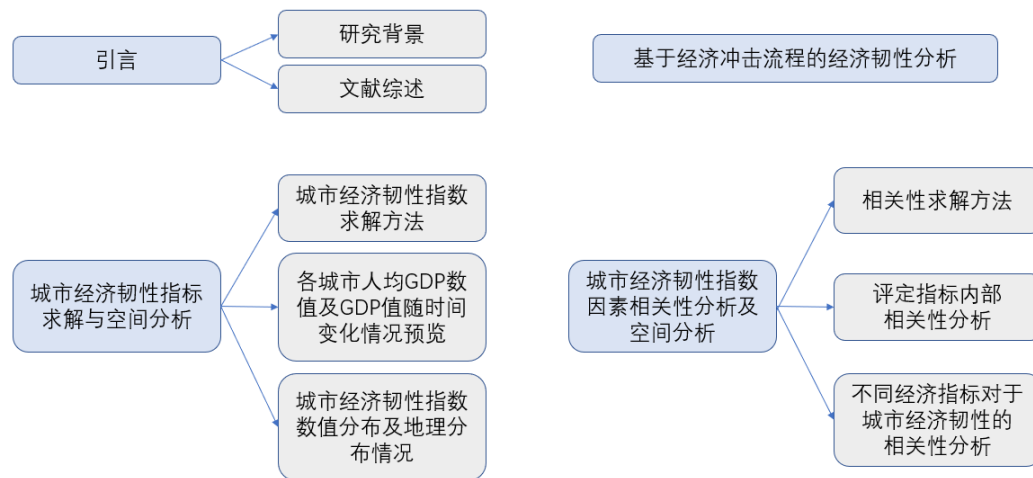 引言
研究背景
文献综述
基于经济冲击流程的经济韧性分析
城市经济韧性指标
求解与空间分析
城市经济韧性指数
求解方法
各城市人均GDP数
值及GDP值随时间
变化情况预览
城市经济韧性指数
数值分布及地理分
布情况
城市经济韧性指数
因素相关性分析及
空间分析
相关性求解方法
评定指标内部
相关性分析
不同经济指标对于
城市经济韧性的
相关性分析